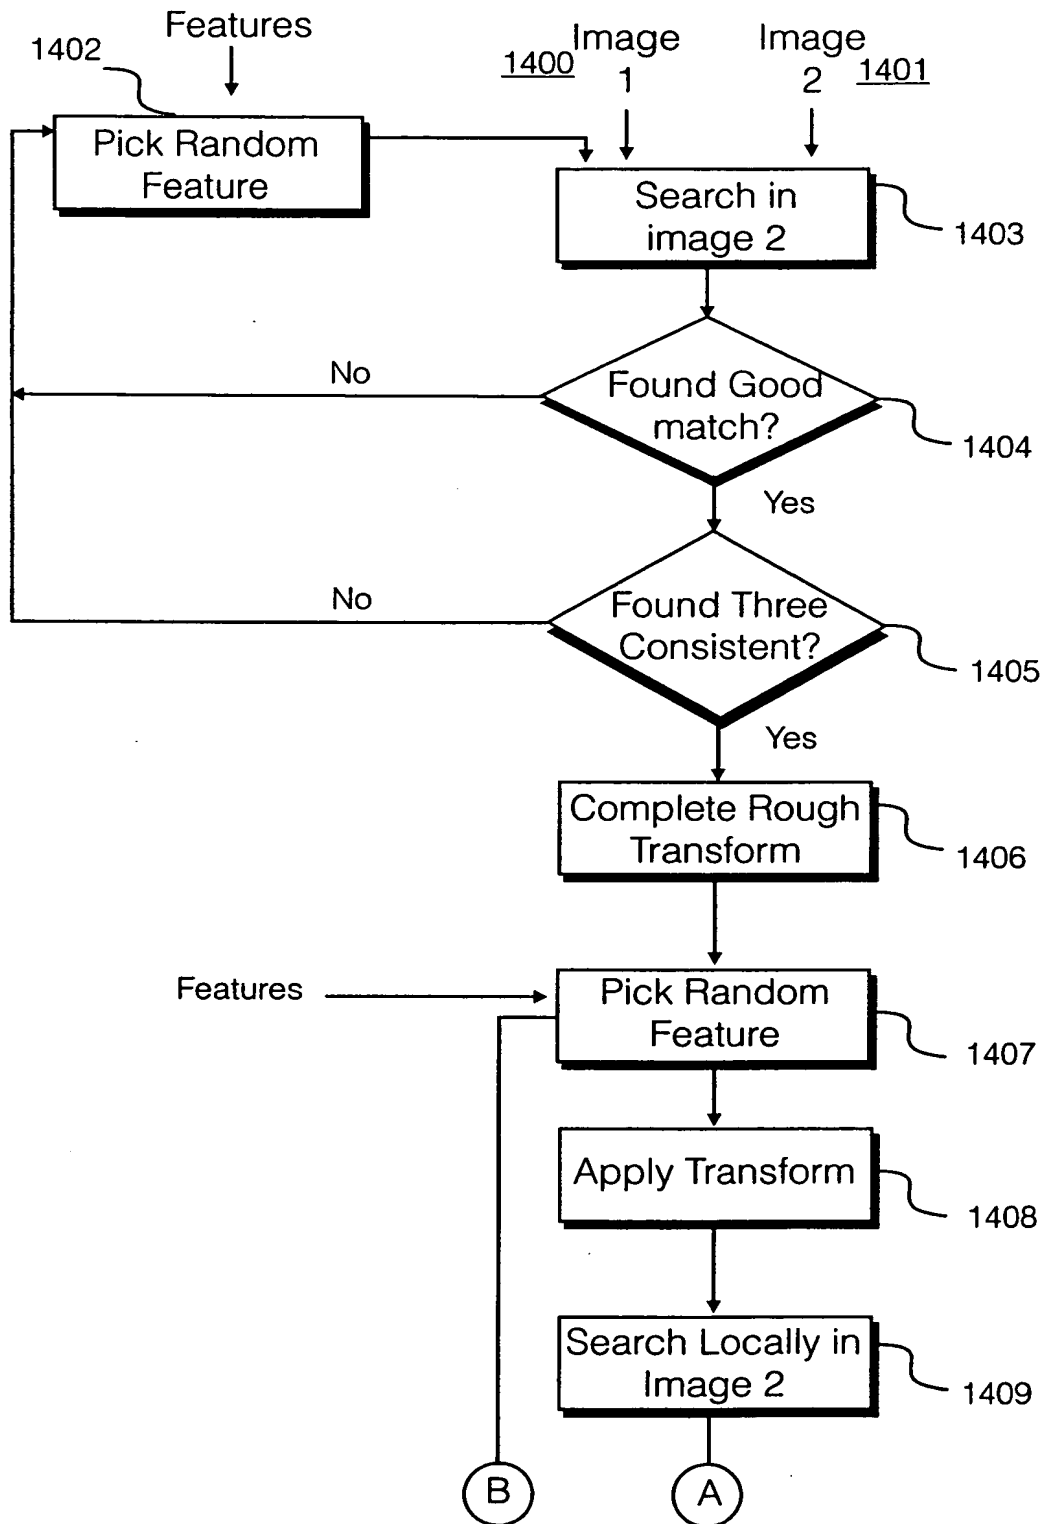 Features
1402
1400
Image
1
Image
2
1401
Pick Random
Feature
Search in
image 2
1403
No
Found Good
match?
1404
Yes
No
Found Three
Consistent?
1405
Yes
Complete Rough
Transform
1406
Features
Pick Random
Feature
1407
Apply Transform
1408
Search Locally in
Image 2
1409
B
A